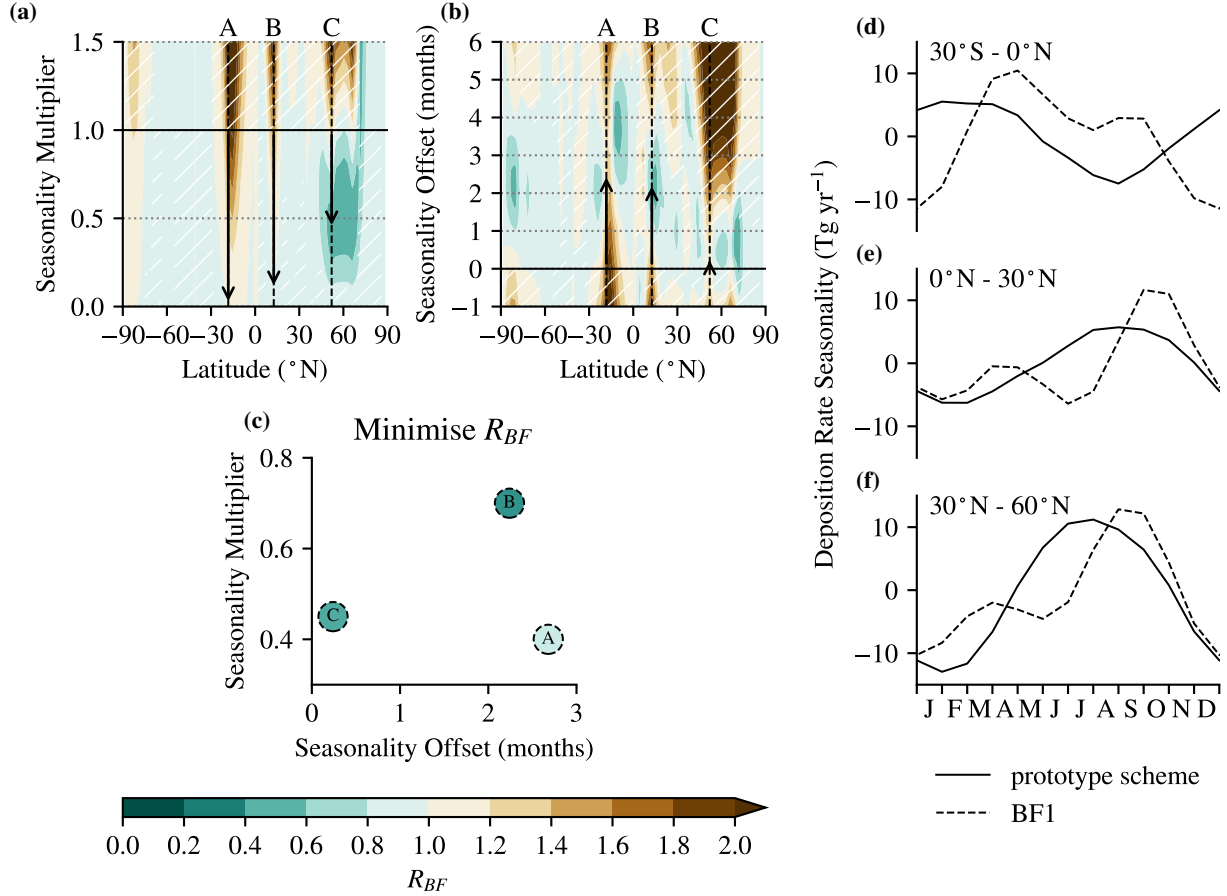 (a)
A B C
Seasonality Multiplier
1.5
1.0
0.5
0.0
−90 −60 −30 0 30 60 90
Latitude (°N)
(b)
A B C
Seasonality Offset (months)
6
5
4
3
2
1
0
−1
−90 −60 −30 0 30 60 90
Latitude (°N)
(c)
Minimise R_BF
Seasonality Multiplier
0.8
0.6
0.4
B
C
A
0 1 2 3
Seasonality Offset (months)
0.0 0.2 0.4 0.6 0.8 1.0 1.2 1.4 1.6 1.8 2.0
R_BF
Deposition Rate Seasonality (Tg yr⁻¹)
(d)
30°S - 0°N
10
0
−10
(e)
0°N - 30°N
10
0
−10
(f)
30°N - 60°N
10
0
−10
J F M A M J J A S O N D
prototype scheme
BF1